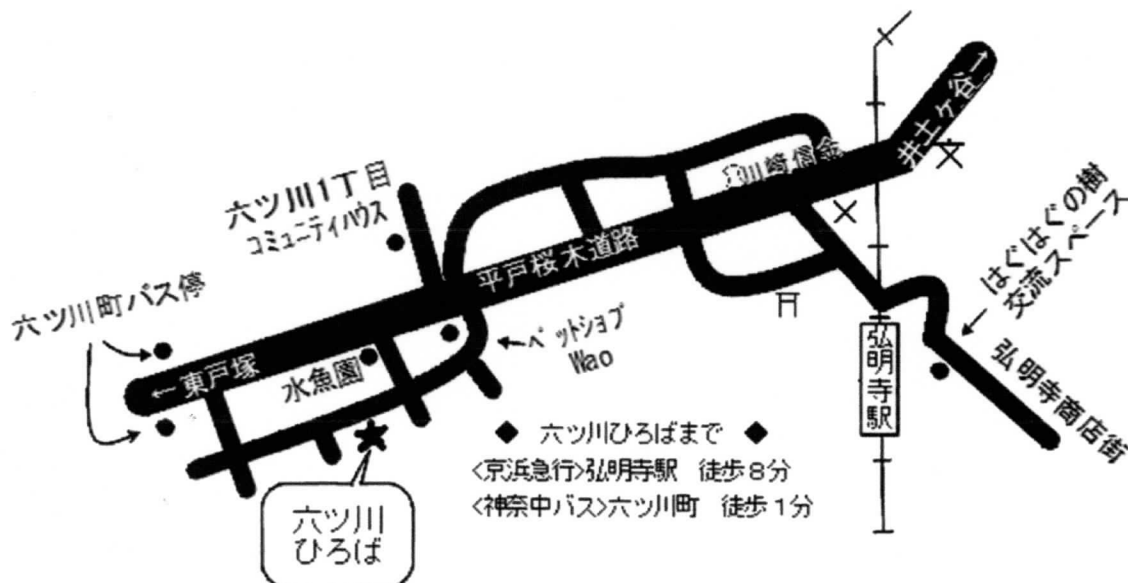 井土ヶ谷→
川崎信金
六ツ川1丁目
コミュニティハウス
平戸桜木道路
はぐはぐの樹
交流スペース
六ツ川町バス停
←東戸塚
水魚園
ペットショプ
Wao
弘明寺駅
弘明寺商店街
◆ 六ツ川ひろばまで ◆
<京浜急行>弘明寺駅 徒歩8分
<神奈中バス>六ツ川町 徒歩1分
六ツ川
ひろば